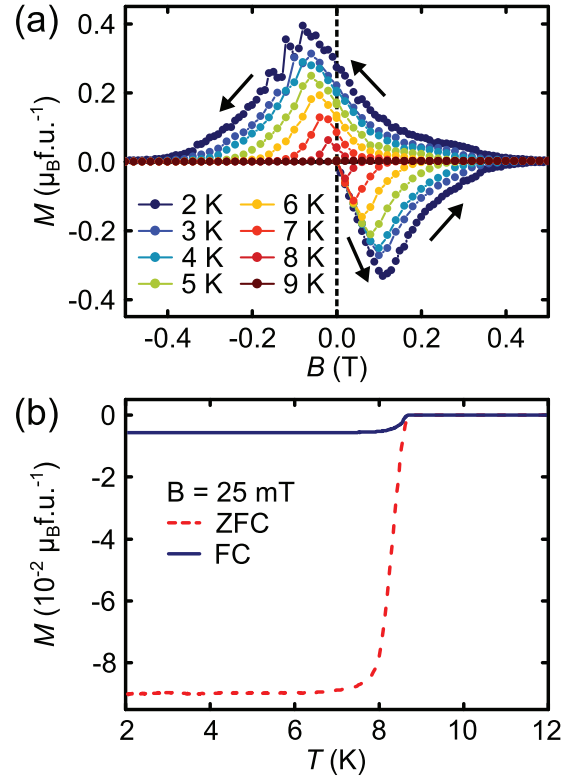 (a)
M (μBf.u.⁻¹)
0.4
0.2
0.0
-0.2
-0.4
2 K
3 K
4 K
5 K
6 K
7 K
8 K
9 K
-0.4 -0.2 0.0 0.2 0.4
B (T)
(b)
M (10⁻² μBf.u.⁻¹)
0
-2
-4
-6
-8
B = 25 mT
ZFC
FC
2 4 6 8 10 12
T (K)